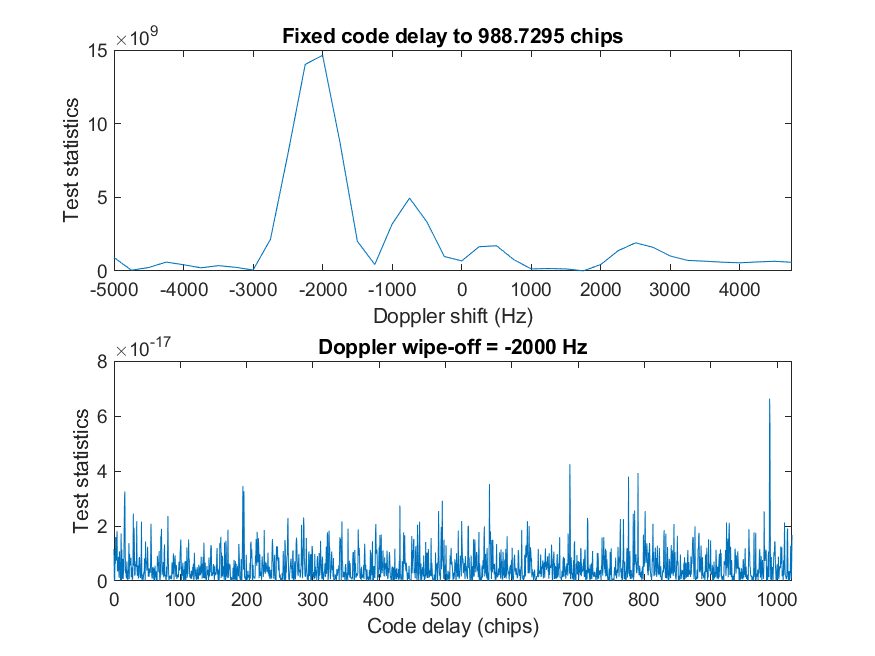 ×10^9
Fixed code delay to 988.7295 chips
15
10
5
0
Test statistics
-5000 -4000 -3000 -2000 -1000 0 1000 2000 3000 4000
Doppler shift (Hz)
×10^-17
Doppler wipe-off = -2000 Hz
8
6
4
2
0
Test statistics
0 100 200 300 400 500 600 700 800 900 1000
Code delay (chips)